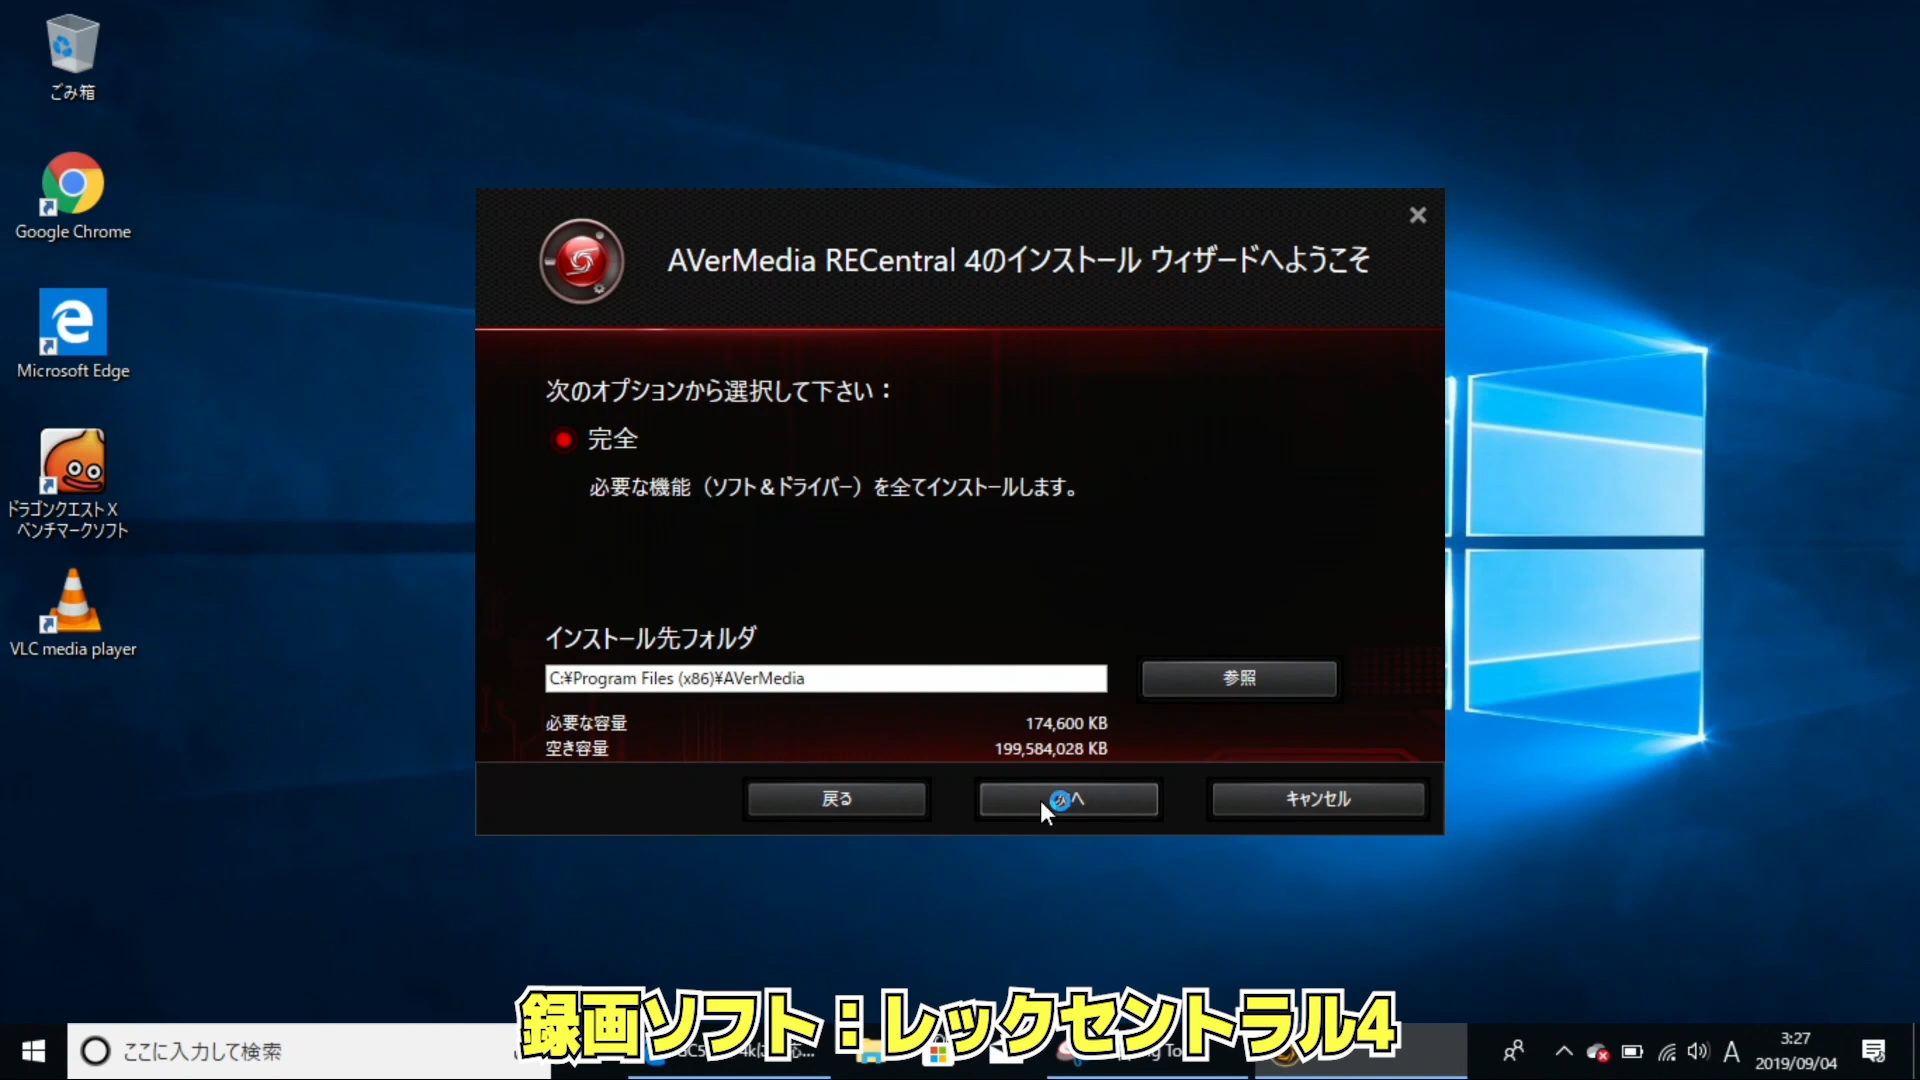 ごみ箱
Google Chrome
Microsoft Edge
ドラゴンクエストX
ベンチマークソフト
VLC media player
AVerMedia RECentral 4のインストール ウィザードへようこそ
次のオプションから選択して下さい：
完全
必要な機能（ソフト＆ドライバー）を全てインストールします。
インストール先フォルダ
C:¥Program Files (x86)¥AVerMedia
参照
必要な容量 174,600 KB
空き容量 199,584,028 KB
戻る
次へ
キャンセル
録画ソフト：レックセントラル4
ここに入力して検索
A
3:27
2019/09/04